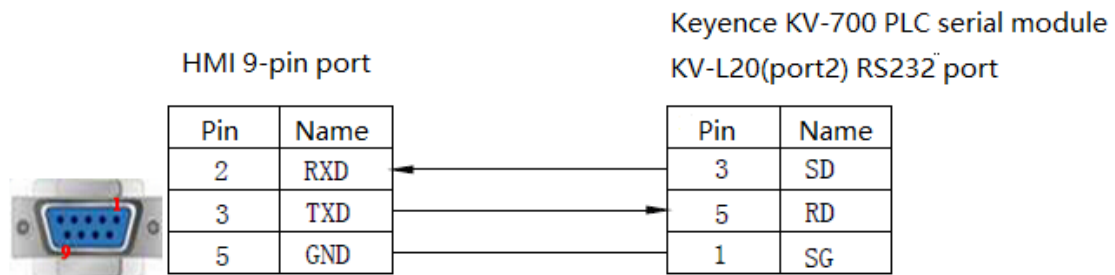 Keyence KV-700 PLC serial module
HMI 9-pin port
KV-L20(port2) RS232 port
Pin Name Pin Name
2 RXD 3 SD
3 TXD 5 RD
5 GND 1 SG
1
9